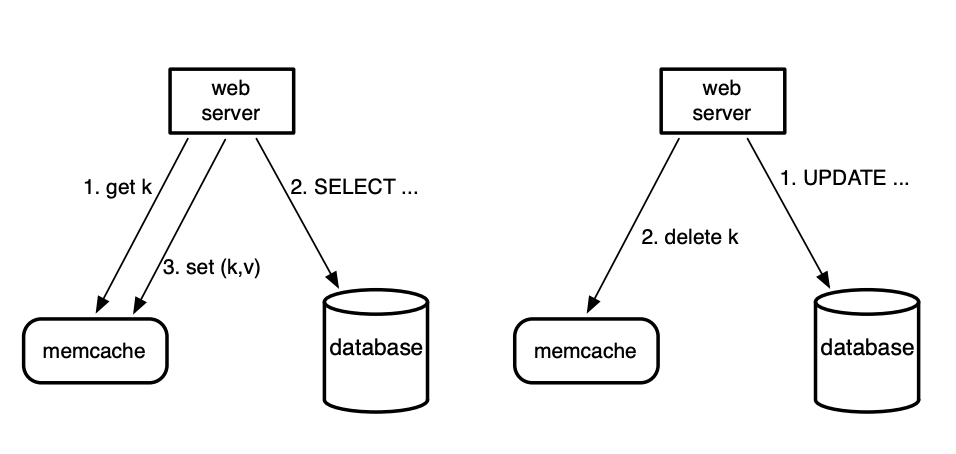 web
server
1. get k
2. SELECT ...
3. set (k,v)
memcache
database
web
server
1. UPDATE ...
2. delete k
memcache
database